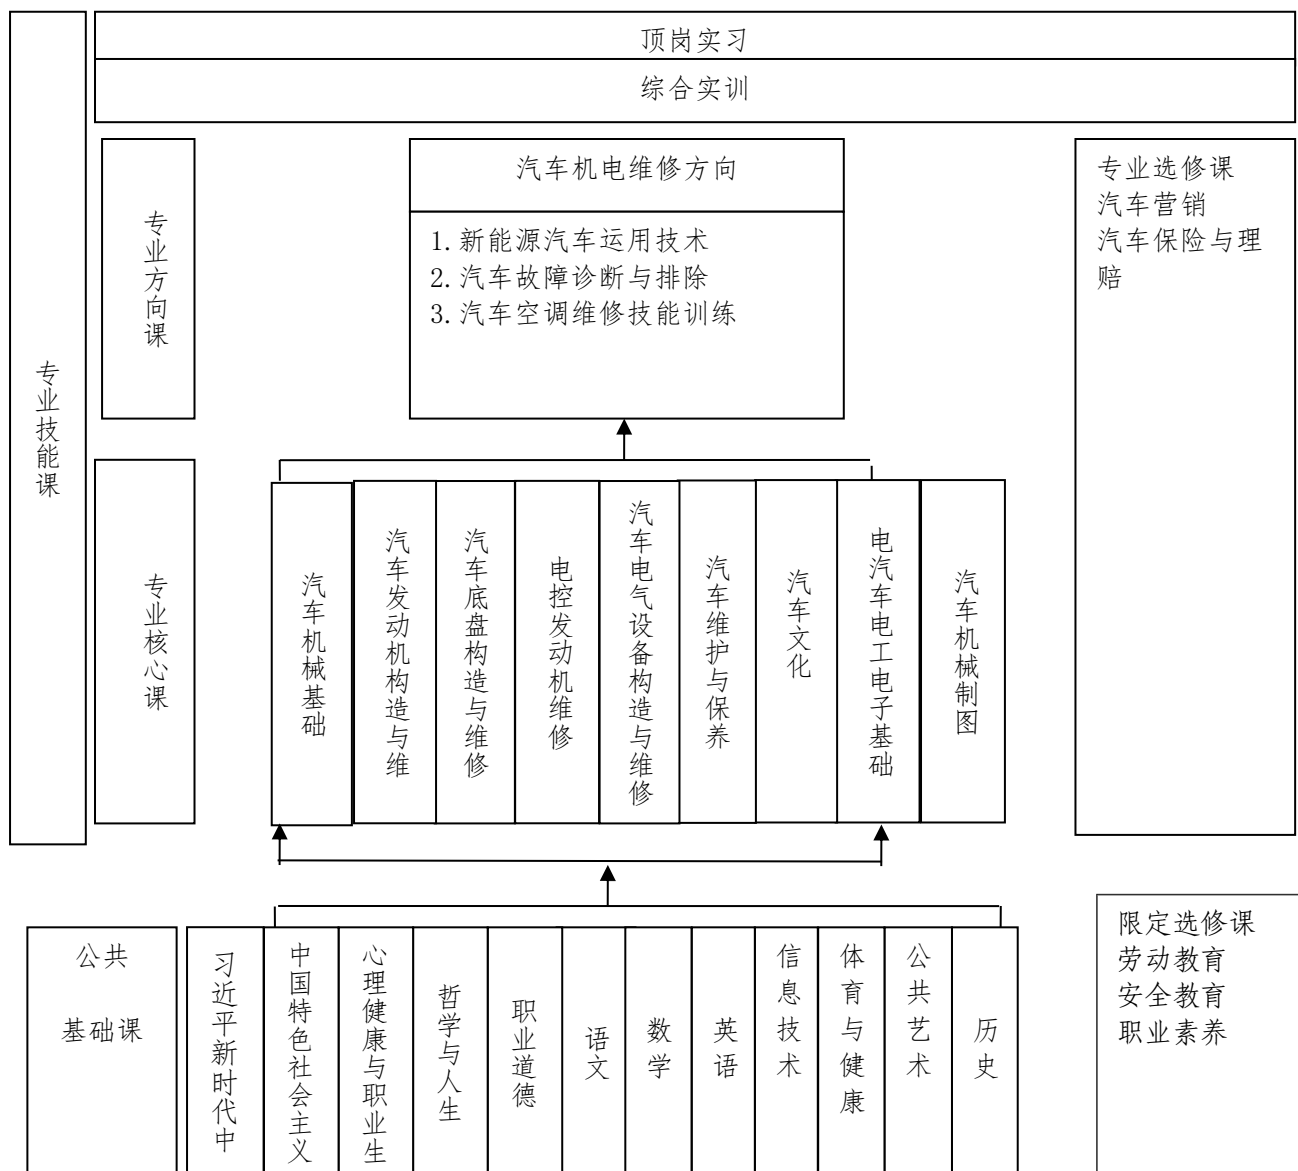 顶岗实习
综合实训
专业技能课
专业方向课
汽车机电维修方向
1.新能源汽车运用技术
2.汽车故障诊断与排除
3.汽车空调维修技能训练
专业选修课
汽车营销
汽车保险与理
赔
专业核心课
汽车机械基础
汽车发动机构造与维
汽车底盘构造与维修
电控发动机维修
汽车电气设备构造与维修
汽车维护与保养
汽车文化
电汽车电工电子基础
汽车机械制图
公共
基础课
习近平新时代中
中国特色社会主义
心理健康与职业生
哲学与人生
职业道德
语文
数学
英语
信息技术
体育与健康
公共艺术
历史
限定选修课
劳动教育
安全教育
职业素养